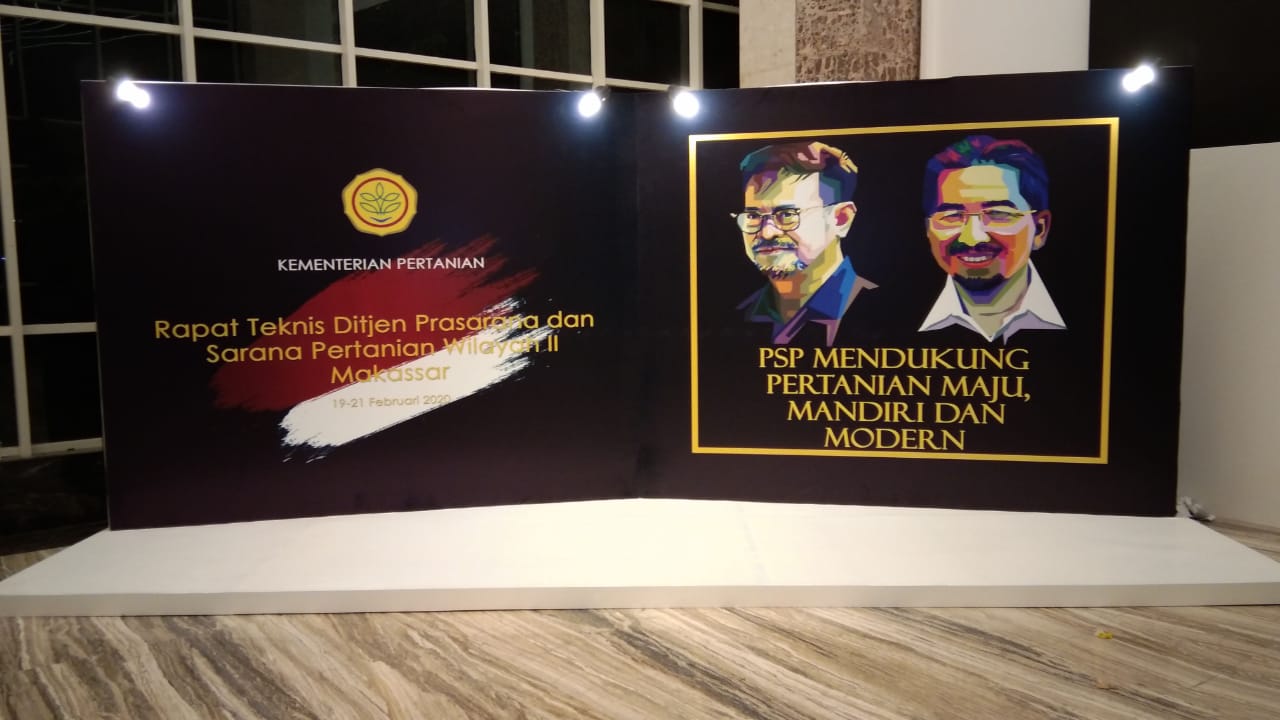 KEMENTERIAN PERTANIAN
Rapat Teknis Ditjen Prasarana dan
Sarana Pertanian Wilayah II
Makassar
19-21 Februari 2020
PSP MENDUKUNG
PERTANIAN MAJU,
MANDIRI DAN
MODERN